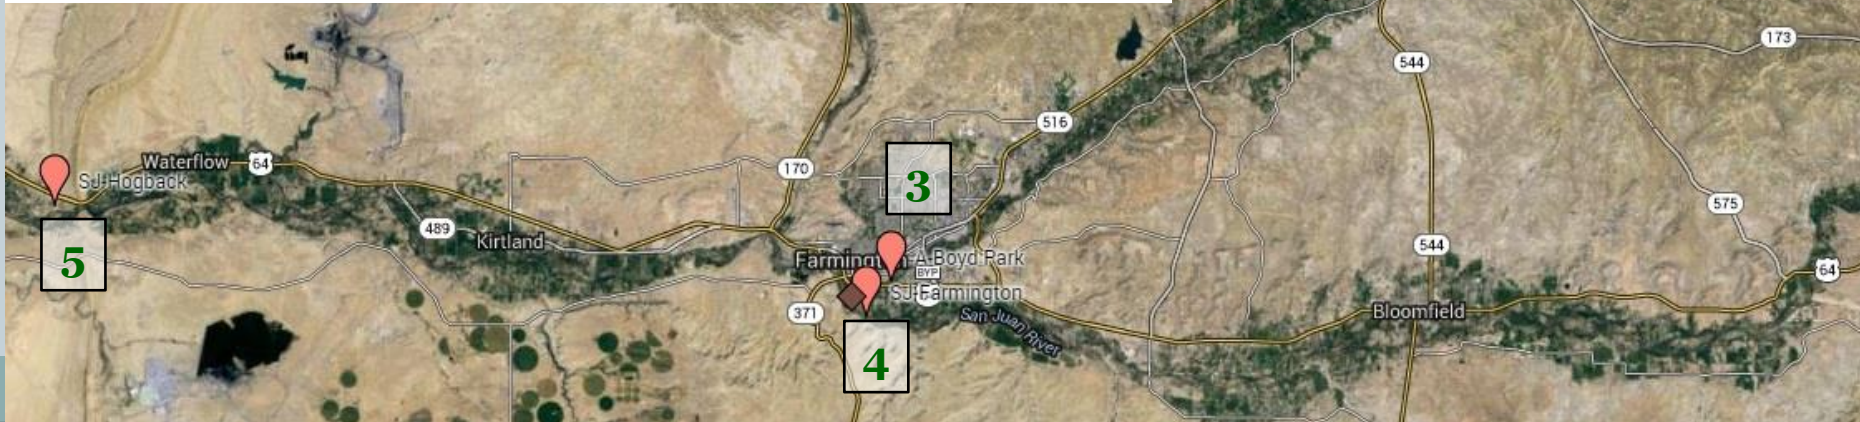 173
544
516
Waterflow
64
170
3
SJ-Hogback
575
489
Kirtland
544
5
Farmington
A-Boyd Park
BYP
64
SJ-Farmington
371
San Juan River
Bloomfield
4